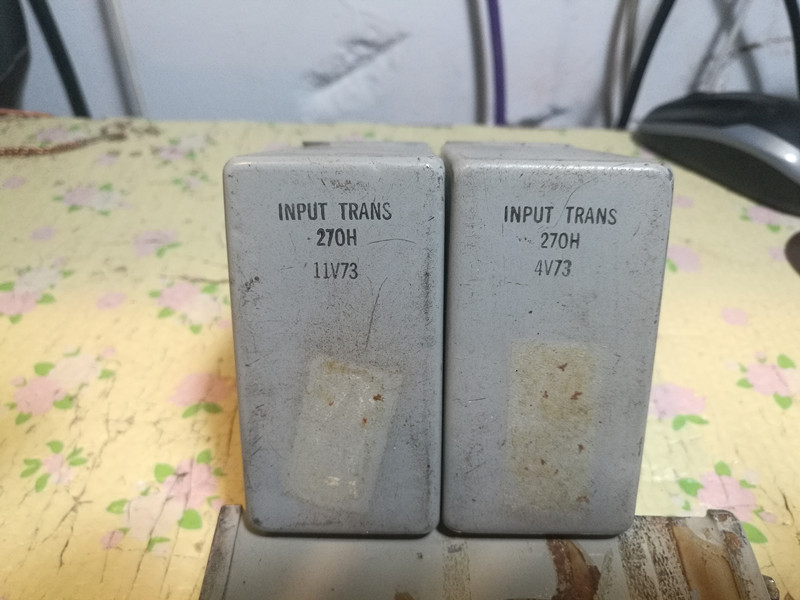 INPUT TRANS
270H
11V73
INPUT TRANS
270H
4V73